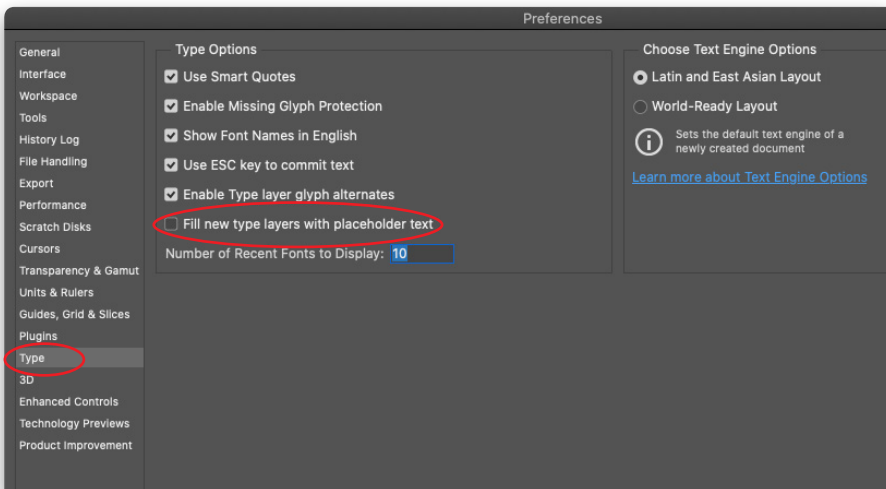 Preferences
General
Interface
Workspace
Tools
History Log
File Handling
Export
Performance
Scratch Disks
Cursors
Transparency & Gamut
Units & Rulers
Guides, Grid & Slices
Plugins
Type
3D
Enhanced Controls
Technology Previews
Product Improvement
Type Options
Use Smart Quotes
Enable Missing Glyph Protection
Show Font Names in English
Use ESC key to commit text
Enable Type layer glyph alternates
Fill new type layers with placeholder text
Number of Recent Fonts to Display: 10
Choose Text Engine Options
Latin and East Asian Layout
World-Ready Layout
Sets the default text engine of a
newly created document
Learn more about Text Engine Options